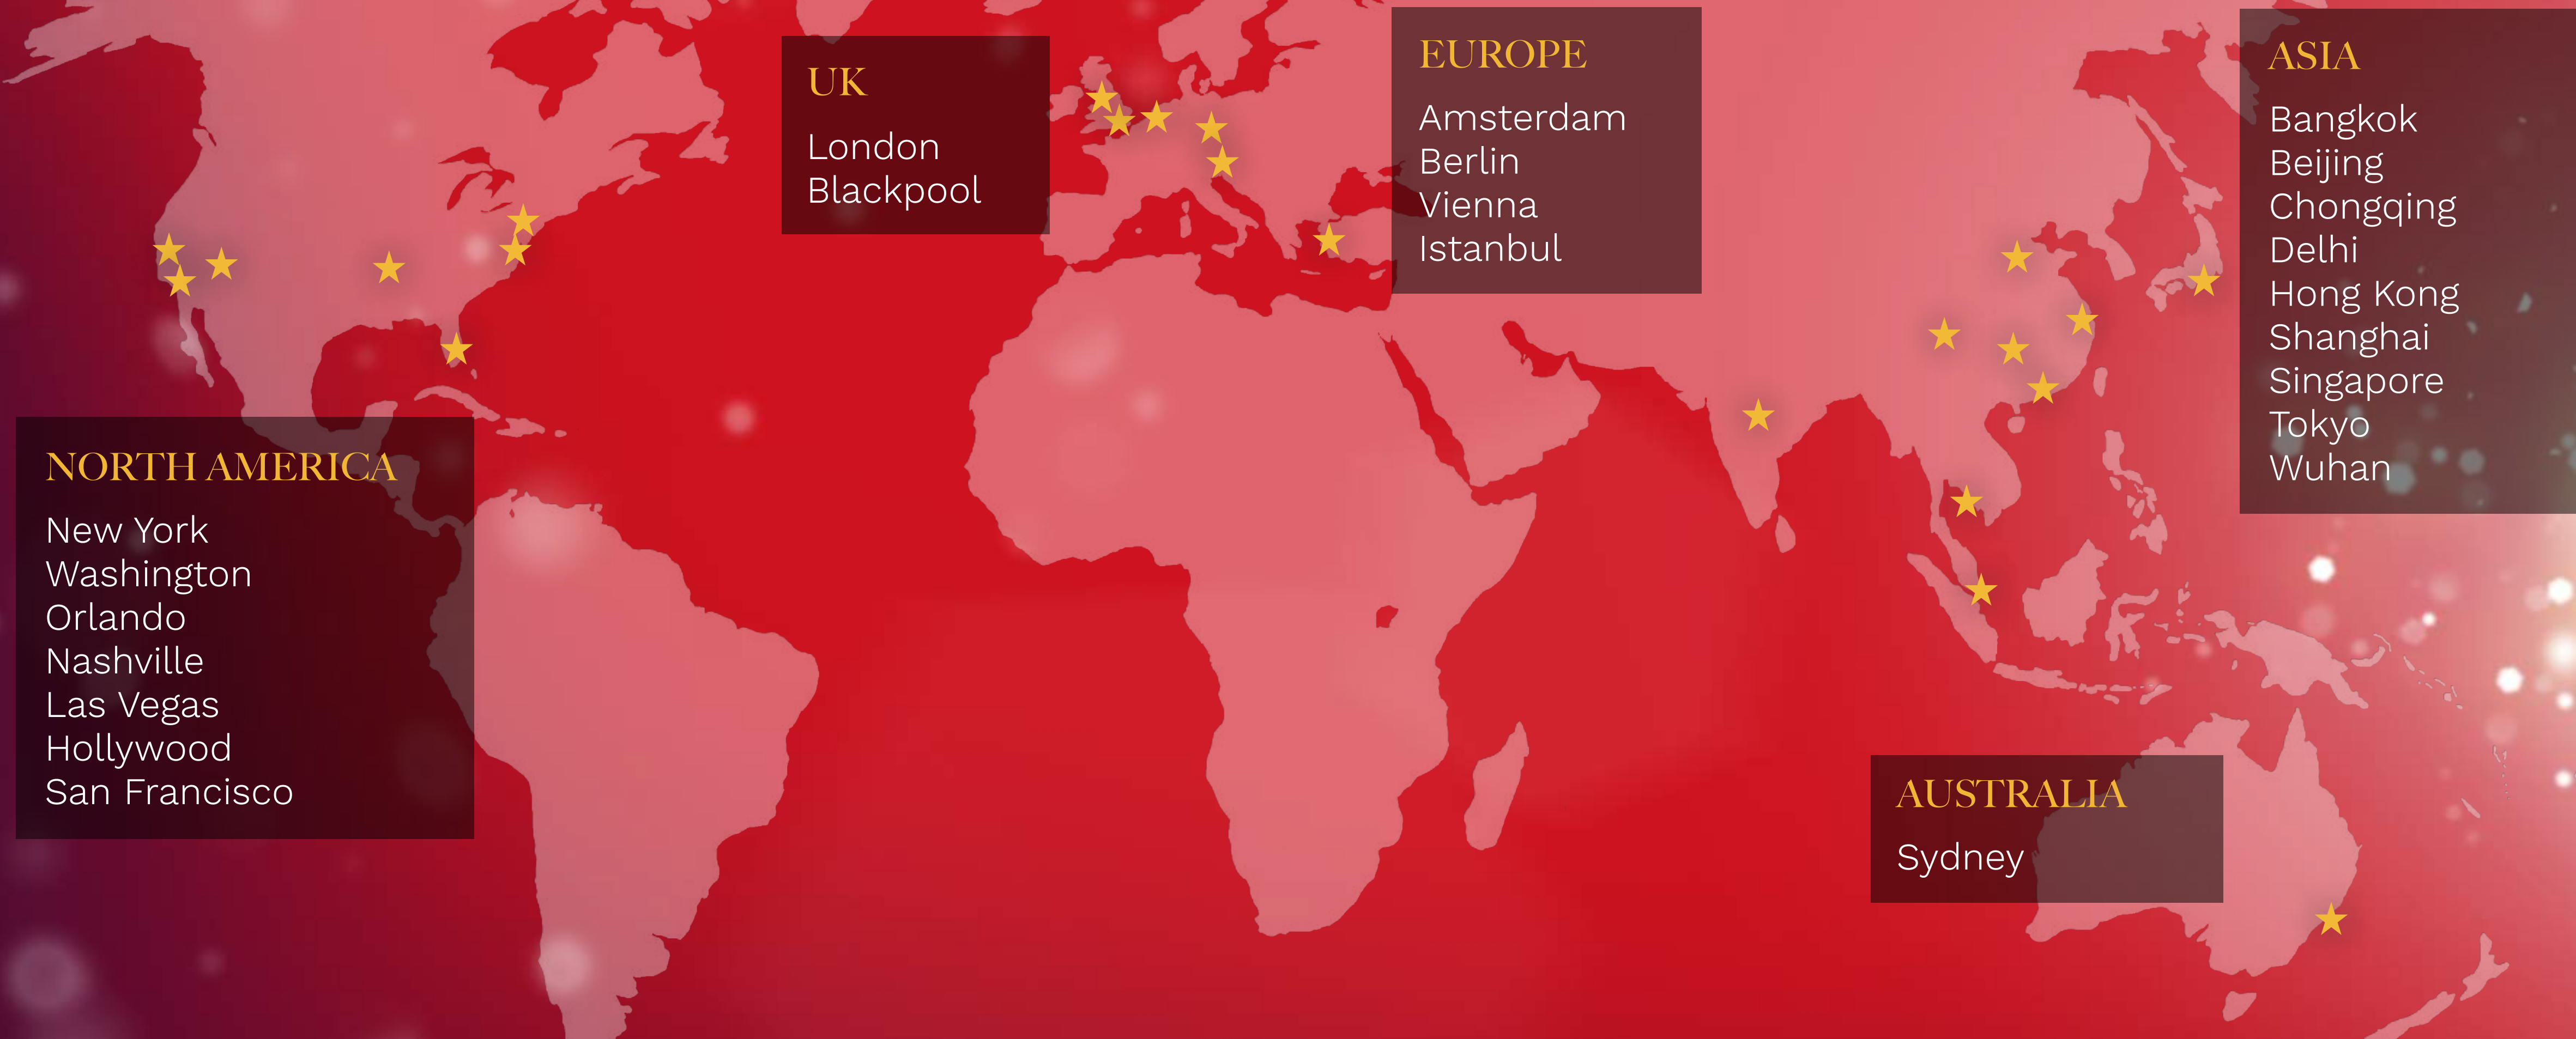 UK
London
Blackpool
EUROPE
Amsterdam
Berlin
Vienna
Istanbul
ASIA
Bangkok
Beijing
Chongqing
Delhi
Hong Kong
Shanghai
Singapore
Tokyo
Wuhan
NORTH AMERICA
New York
Washington
Orlando
Nashville
Las Vegas
Hollywood
San Francisco
AUSTRALIA
Sydney